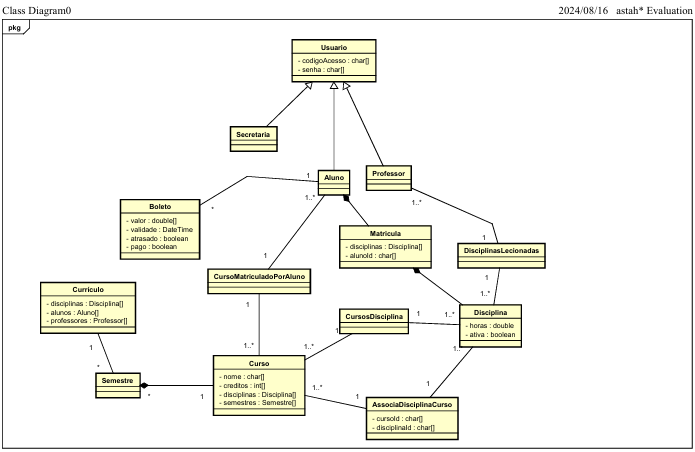 Class Diagram0
2024/08/16 astah* Evaluation
pkg
Usuario
- codigoAcesso : char[]
- senha : char[]
Secretaria
Aluno
Professor
1
1..*
1..*
Boleto
- valor : double[]
- validade : DateTime
- atrasado : boolean
- pago : boolean
*
Matricula
- disciplinas : Disciplina[]
- alunoId : char[]
1
DisciplinasLecionadas
1
1
CursoMatriculadoPorAluno
1
1..*
Currículo
- disciplinas : Disciplina[]
- alunos : Aluno[]
- professores : Professor[]
CursosDisciplina
1
1
1..*
Disciplina
- horas : double
- ativa : boolean
1
1..*
1..*
1..
*
Semestre
*
1
Curso
- nome : char[]
- creditos : int[]
- disciplinas : Disciplina[]
- semestres : Semestre[]
1..*
1
AssociaDisciplinaCurso
- cursoId : char[]
- disciplinaId : char[]